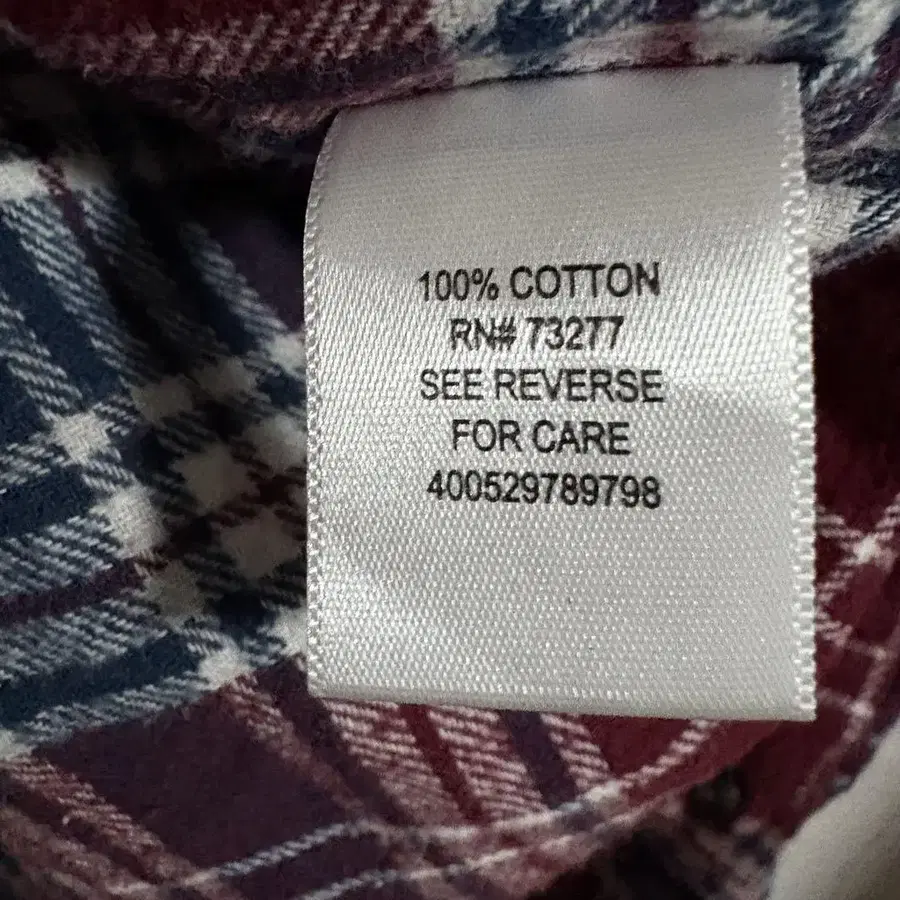 100% COTTON
RN# 73277
SEE REVERSE
FOR CARE
400529789798